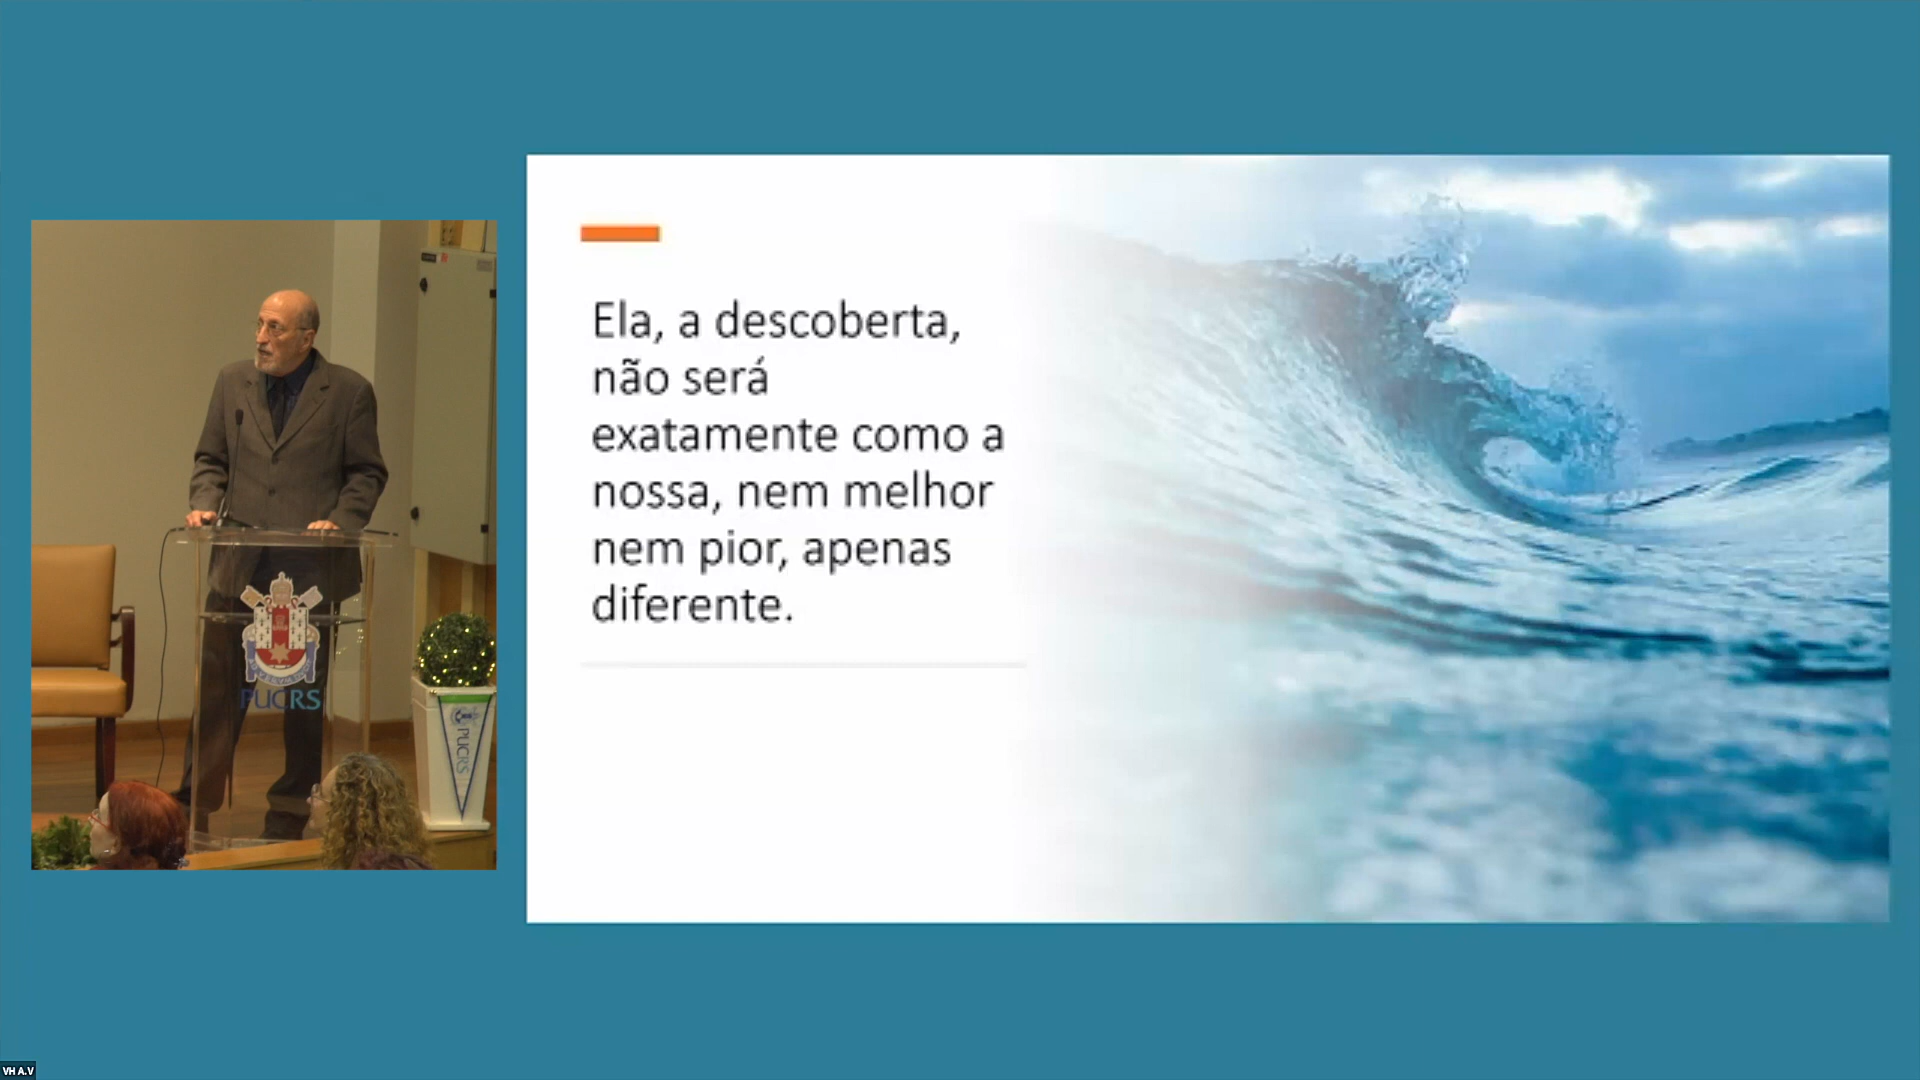 Ela, a descoberta,
não será
exatamente como a
nossa, nem melhor
nem pior, apenas
diferente.
PUCRS
PUCRS
VH A.V